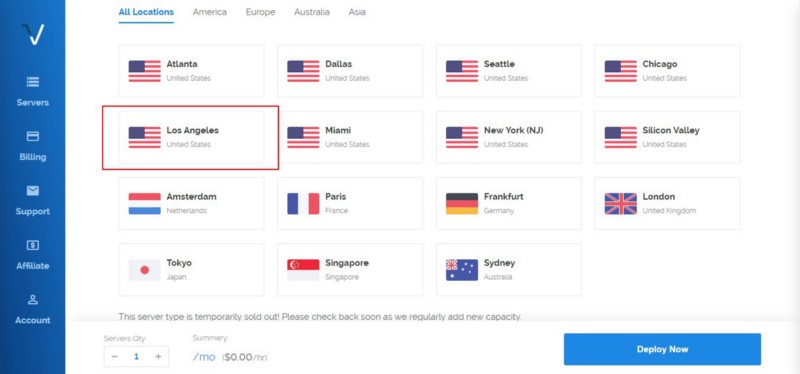 All Locations America Europe Australia Asia
Servers
Billing
Support
Affiliate
Account
Atlanta
United States
Dallas
United States
Seattle
United States
Chicago
United States
Los Angeles
United States
Miami
United States
New York (NJ)
United States
Silicon Valley
United States
Amsterdam
Netherlands
Paris
France
Frankfurt
Germany
London
United Kingdom
Tokyo
Japan
Singapore
Singapore
Sydney
Australia
This server type is temporarily sold out! Please check back soon as we regularly add new capacity.
Servers Qty:
− 1 +
Summary:
/mo ($0.00/hr)
Deploy Now